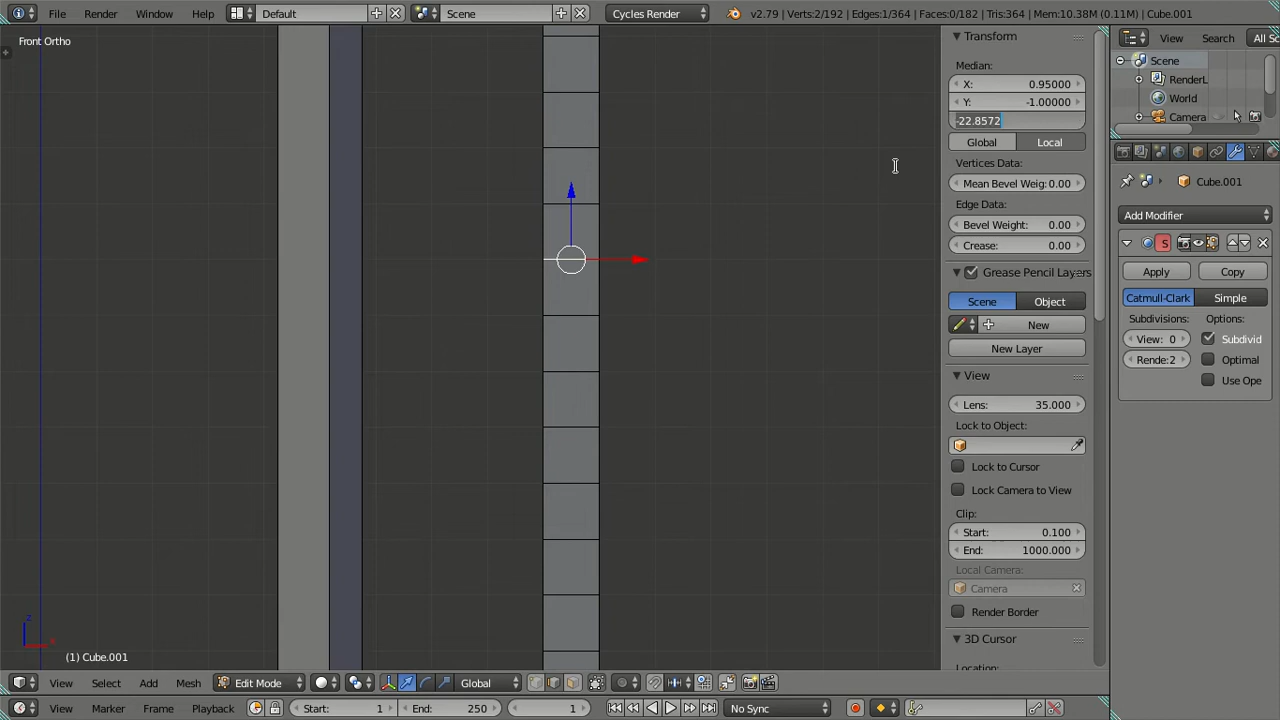 File Render Window Help Default Scene Cycles Render v2.79 | Verts:2/192 | Edges:1/364 | Faces:0/182 | Tris:364 | Mem:10.38M (0.11M) | Cube.001
Front Ortho
Transform
Median:
X: 0.95000
Y: -1.00000
-22.8572
Global Local
Vertices Data:
Mean Bevel Weig: 0.00
Edge Data:
Bevel Weight: 0.00
Crease: 0.00
Grease Pencil Layers
Scene Object
New
New Layer
View
Lens: 35.000
Lock to Object:
Lock to Cursor
Lock Camera to View
Clip:
Start: 0.100
End: 1000.000
Local Camera:
Camera
Render Border
3D Cursor
Location:
View Search All Sc
Scene
RenderL
World
Camera
Cube.001
Add Modifier
S
Apply Copy
Catmull-Clark Simple
Subdivisions: Options:
View: 0 Subdivid
Rende: 2 Optimal
Use Ope
z
x
(1) Cube.001
View Select Add Mesh Edit Mode Global
View Marker Frame Playback Start: 1 End: 250 1 No Sync